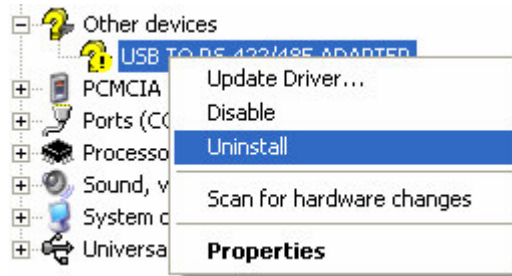 Other devices
USB TO RS-422/485 ADAPTER
PCMCIA
Update Driver...
Ports (CO
Disable
Processo
Uninstall
Sound, v
Scan for hardware changes
System d
Universa
Properties